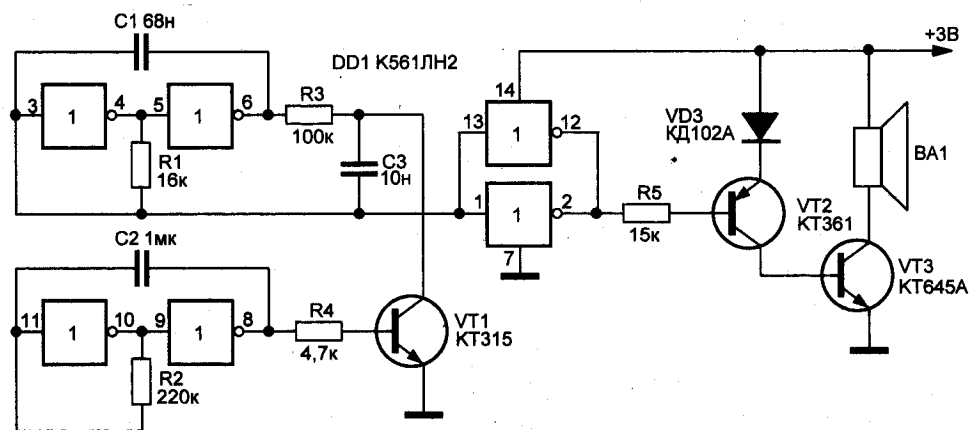 C1 68н
+3В
DD1 К561ЛН2
3
1
4
5
1
6
R3
100к
14
13
1
12
VD3
КД102А
R1
16к
C3
10н
BA1
1
1
2
R5
15к
7
VT2
КТ361
C2 1мк
VT3
КТ645А
11
1
10
9
1
8
R4
4,7к
VT1
КТ315
R2
220к